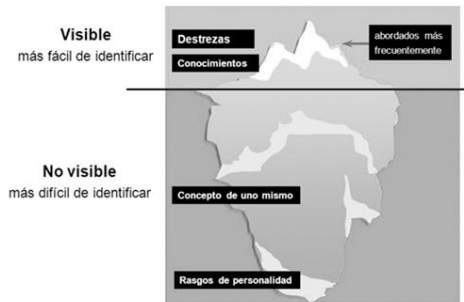 Visible
más fácil de identificar
Destrezas
Conocimientos
abordados más
frecuentemente
No visible
más difícil de identificar
Concepto de uno mismo
Rasgos de personalidad